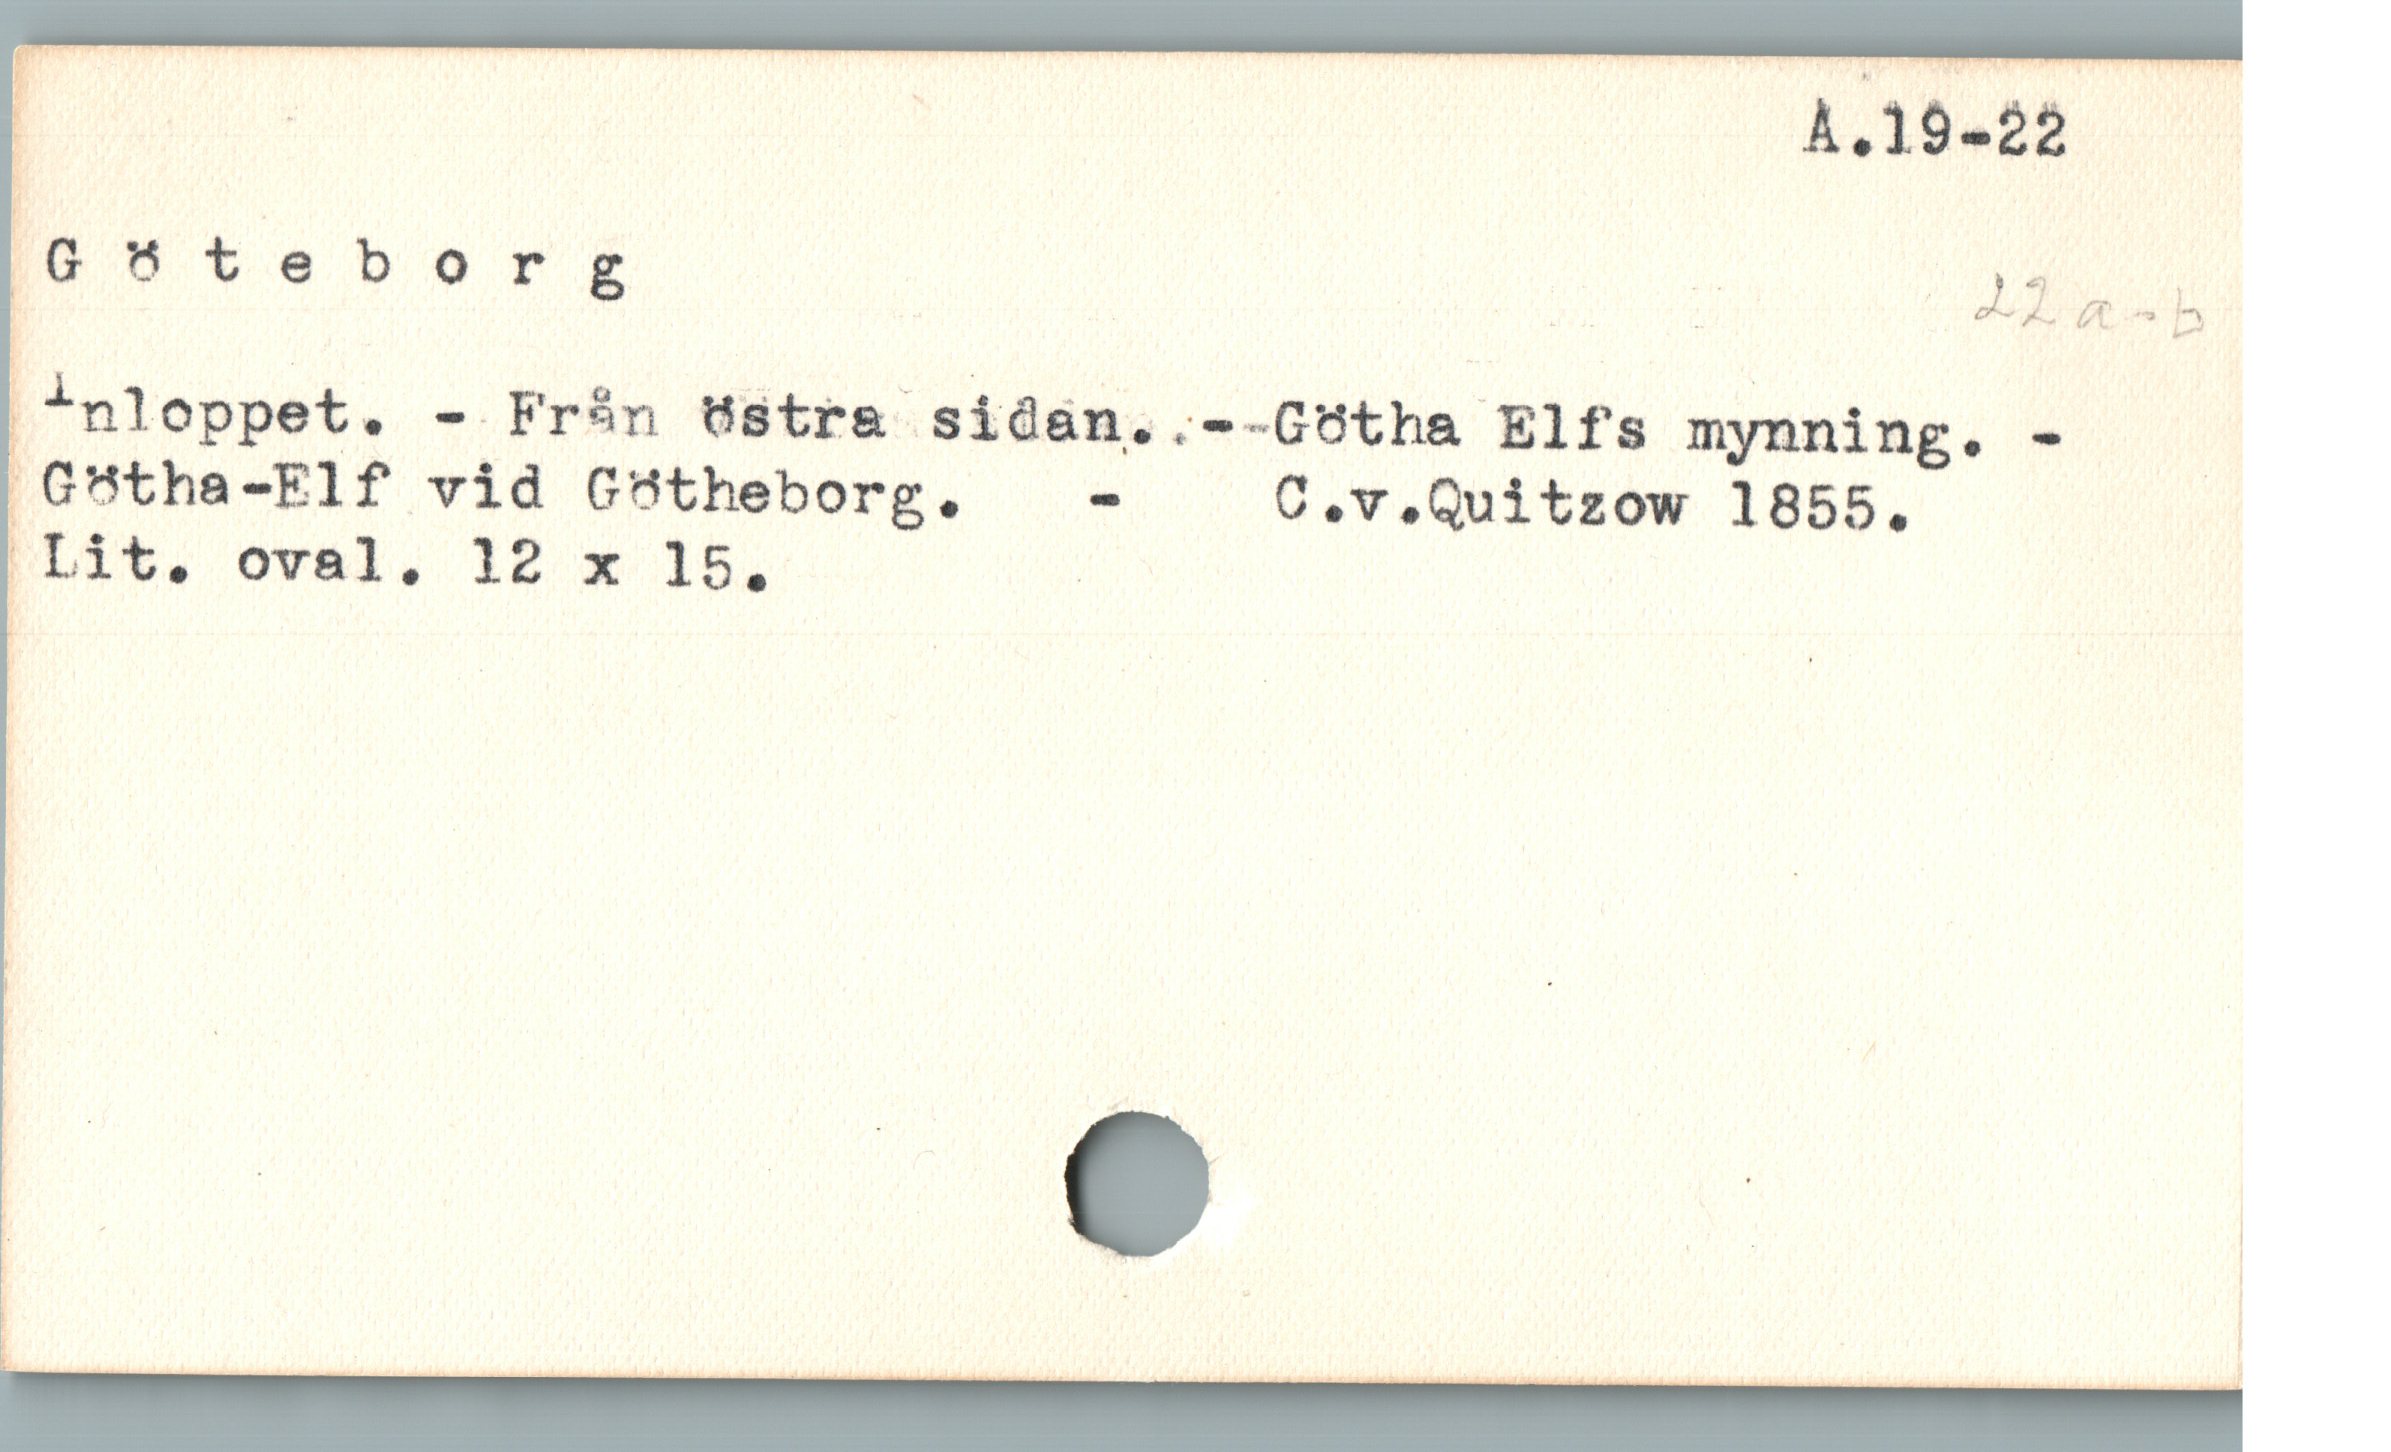 A.19-22
G ö t e b o r g
22 a-b
Inloppet. - Från östra sidan. - Götha Elfs mynning. -
Götha-Elf vid Götheborg. - C.v.Quitzow 1855.
Lit. oval. 12 x 15.